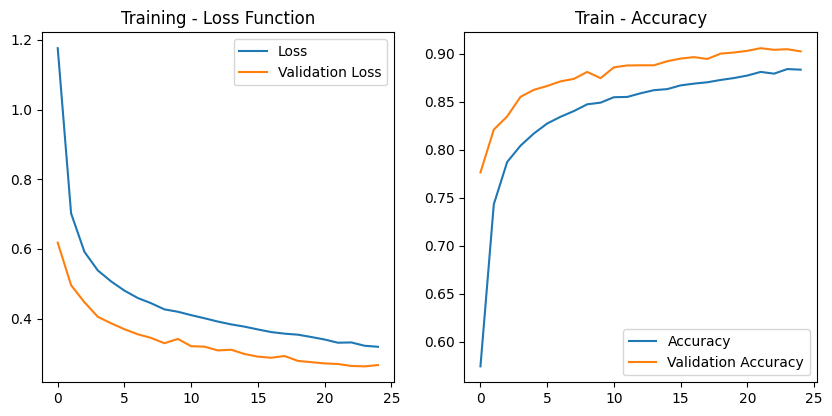 Training - Loss Function
1.2
1.0
0.8
0.6
0.4
0 5 10 15 20 25
Loss
Validation Loss
Train - Accuracy
0.90
0.85
0.80
0.75
0.70
0.65
0.60
0 5 10 15 20 25
Accuracy
Validation Accuracy